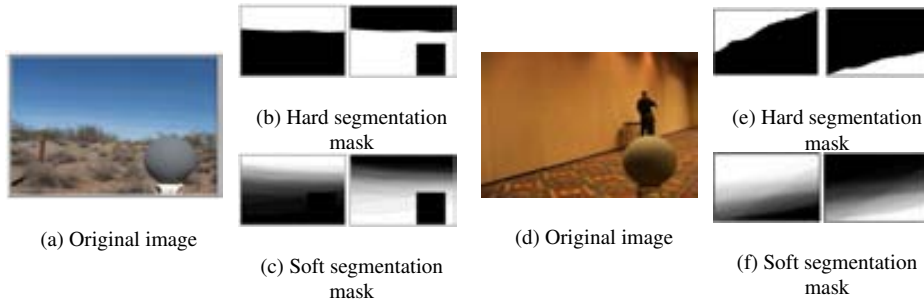 (b) Hard segmentation
mask
(a) Original image
(c) Soft segmentation
mask
(e) Hard segmentation
mask
(d) Original image
(f) Soft segmentation
mask